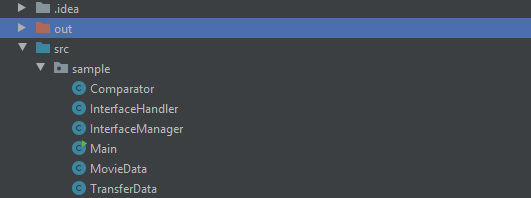 .idea
out
src
sample
Comparator
InterfaceHandler
InterfaceManager
Main
MovieData
TransferData